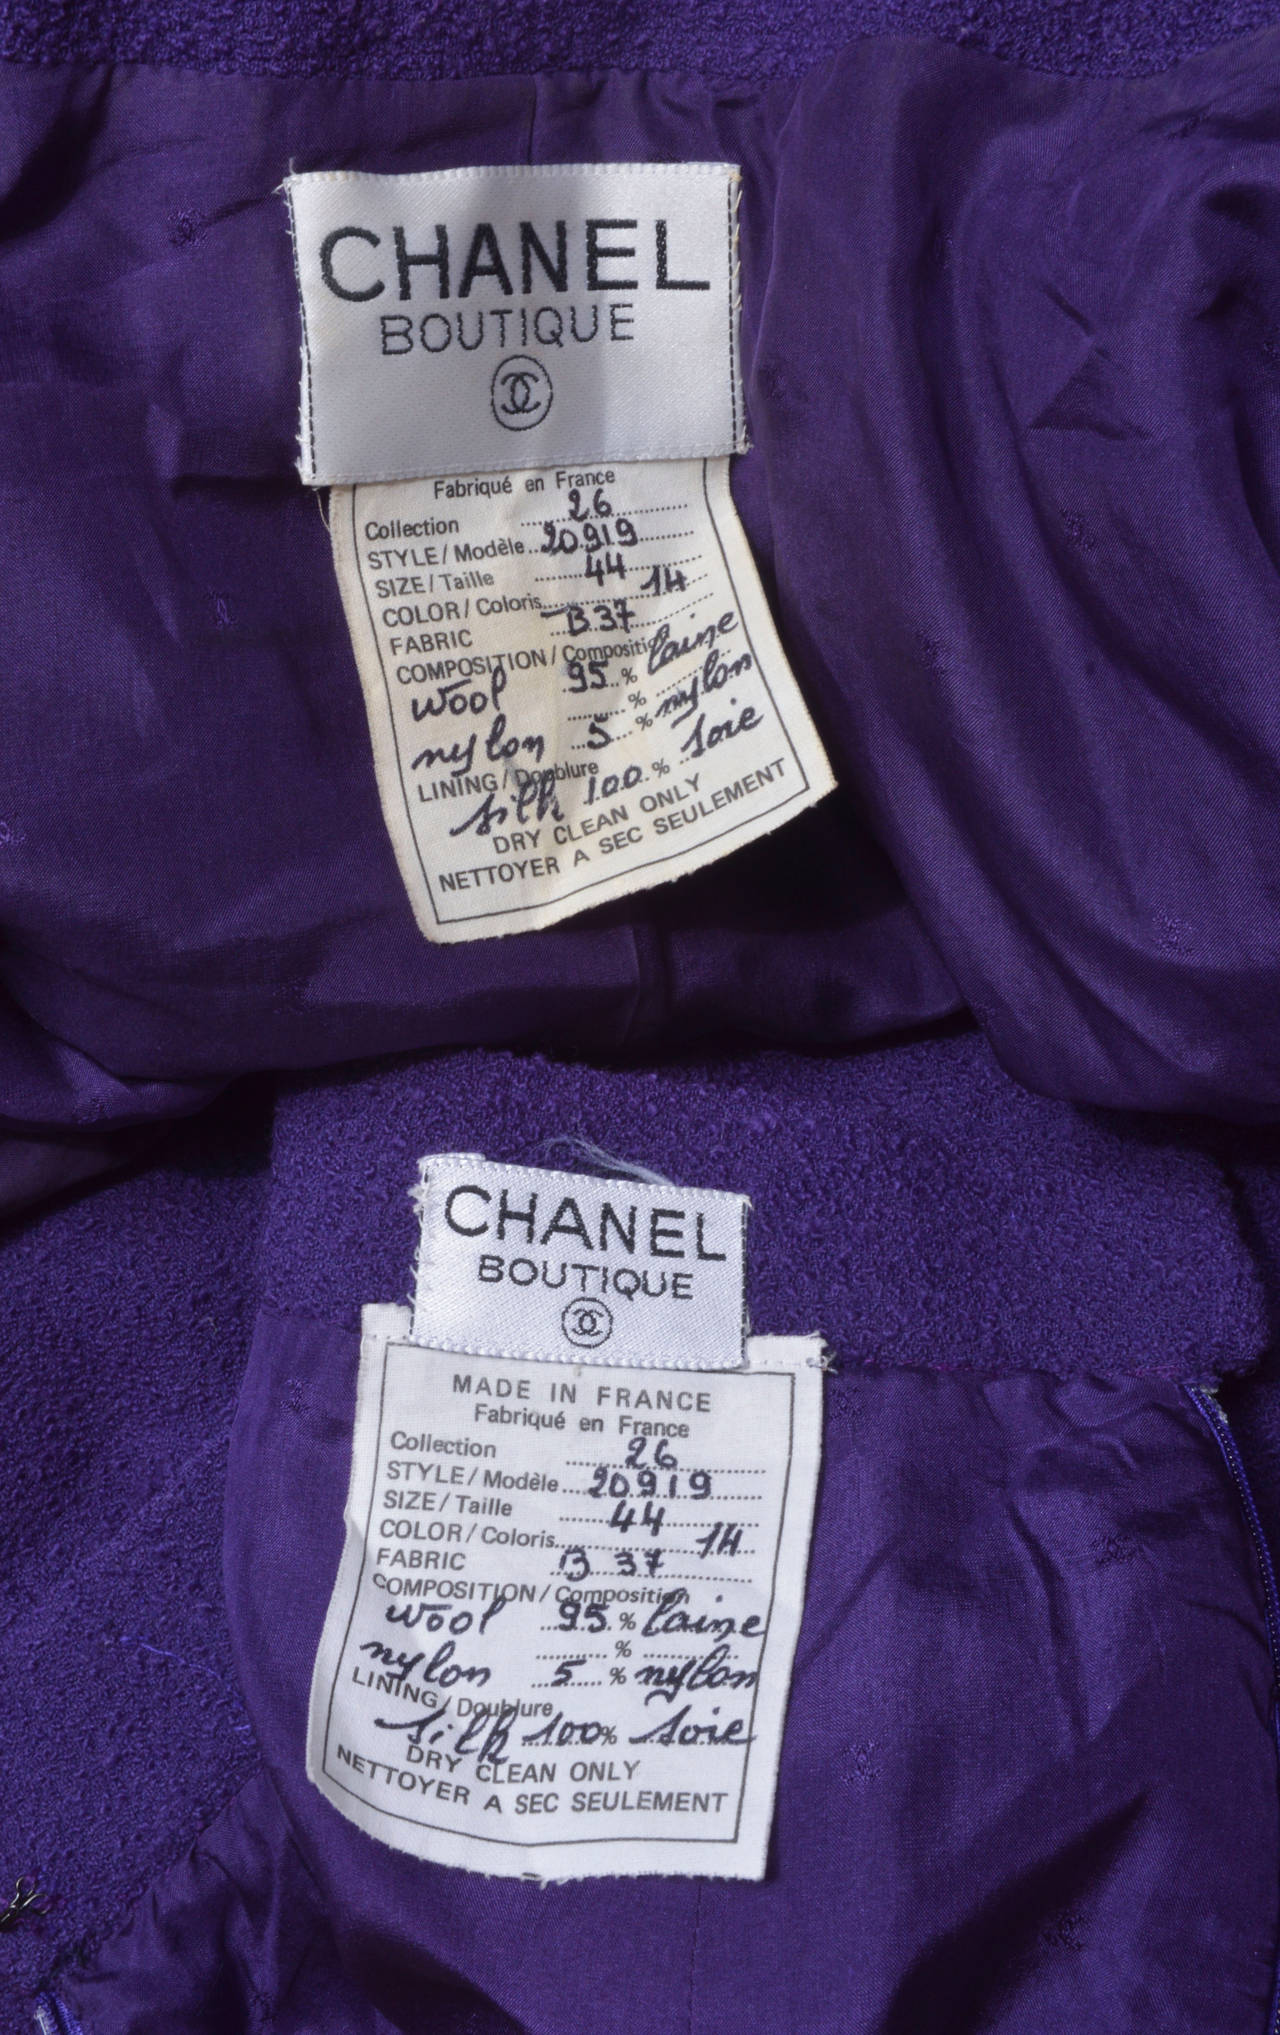 CHANEL
BOUTIQUE
Fabriqué en France
Collection 26
STYLE / Modèle 20919
SIZE / Taille 44
COLOR / Coloris 14
FABRIC B37
COMPOSITION / Composition
wool 95 % laine
% 
nylon 5 % nylon
LINING / Doublure
silk 100 % soie
DRY CLEAN ONLY
NETTOYER A SEC SEULEMENT
CHANEL
BOUTIQUE
MADE IN FRANCE
Fabriqué en France
Collection 26
STYLE / Modèle 20919
SIZE / Taille 44
COLOR / Coloris 14
FABRIC B 37
COMPOSITION / Composition
wool 95 % laine
%
nylon 5 % nylon
LINING / Doublure
silk 100 % soie
DRY CLEAN ONLY
NETTOYER A SEC SEULEMENT